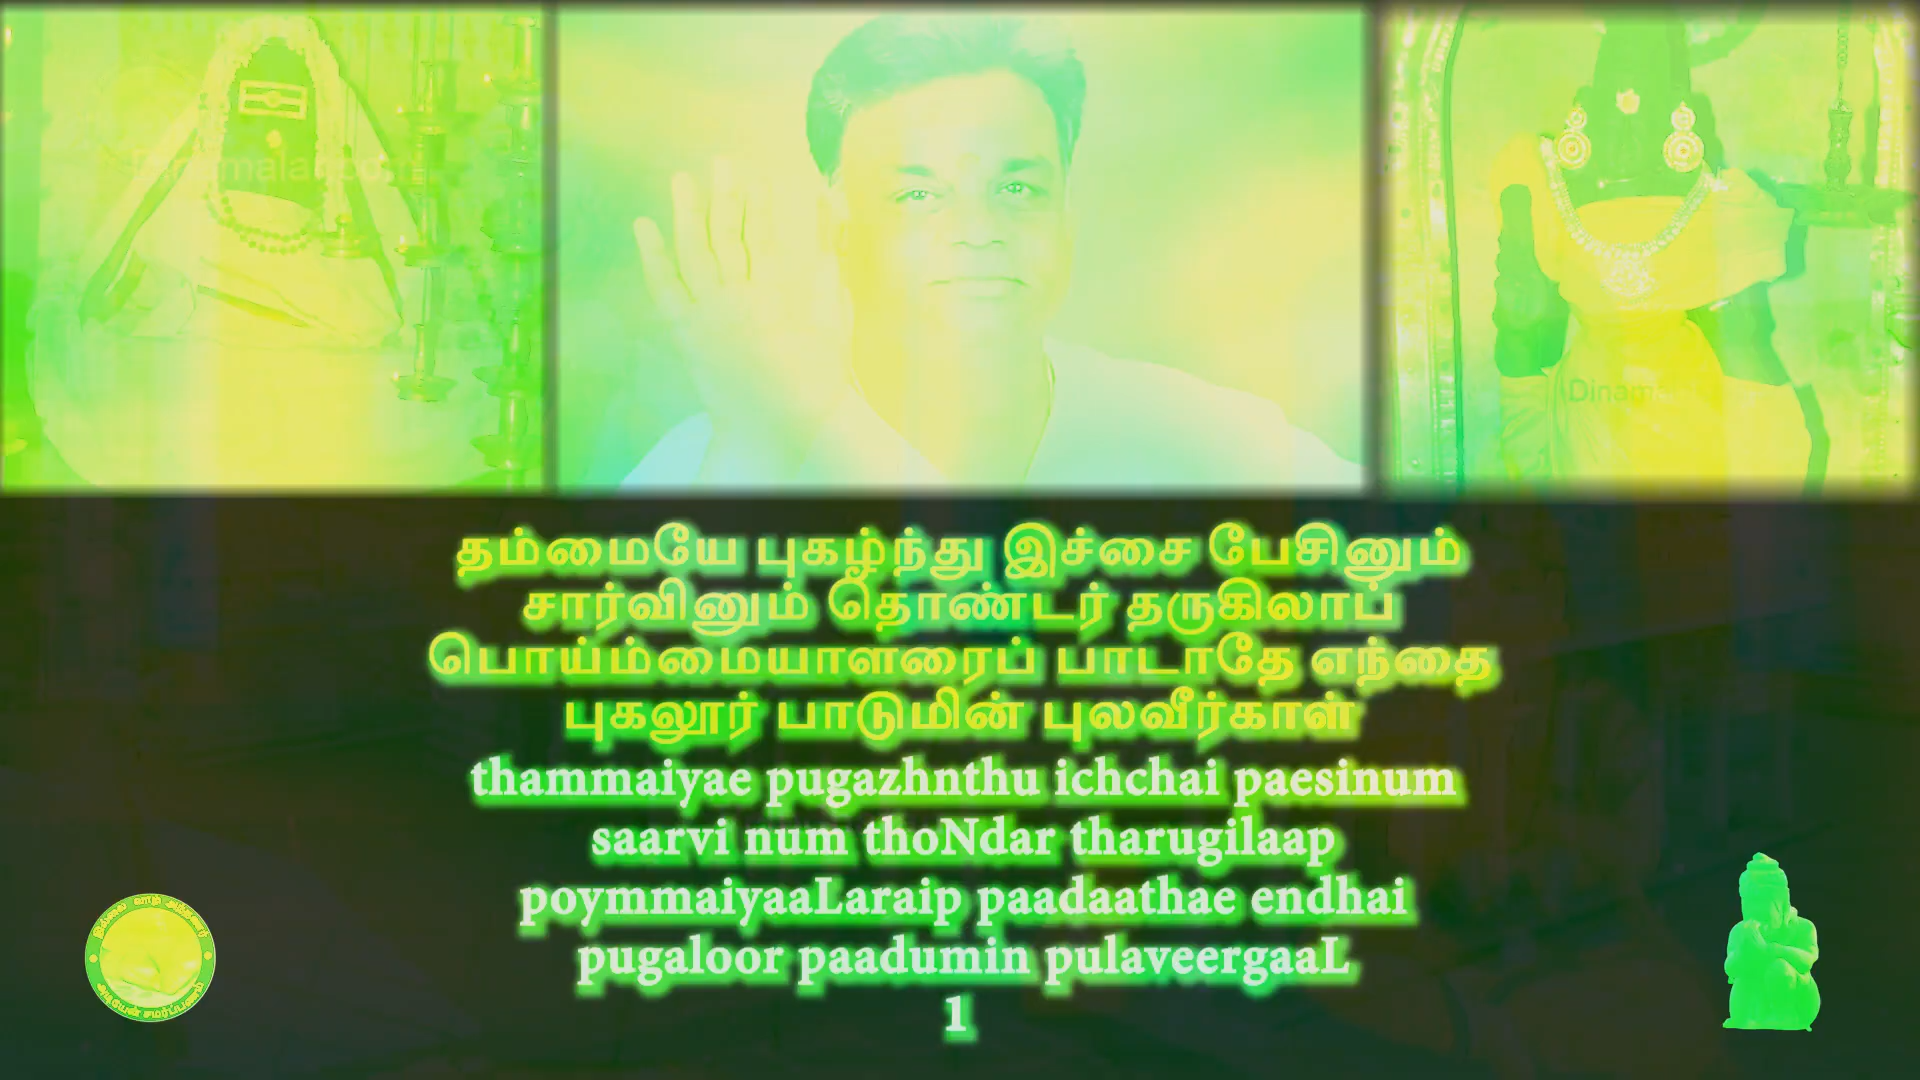 தம்மையே புகழ்ந்து இச்சை பேசினும்
சார்வினும் தொண்டர் தருகிலாப்
பொய்ம்மையாளரைப் பாடாதே எந்தை
புகலூர் பாடுமின் புலவீர்காள்
thammaiyae pugazhnthu ichchai paesinum
saarvi num thoNdar tharugilaap
poymmaiyaaLaraip paadaathae endhai
pugaloor paadumin pulaveergaaL
1